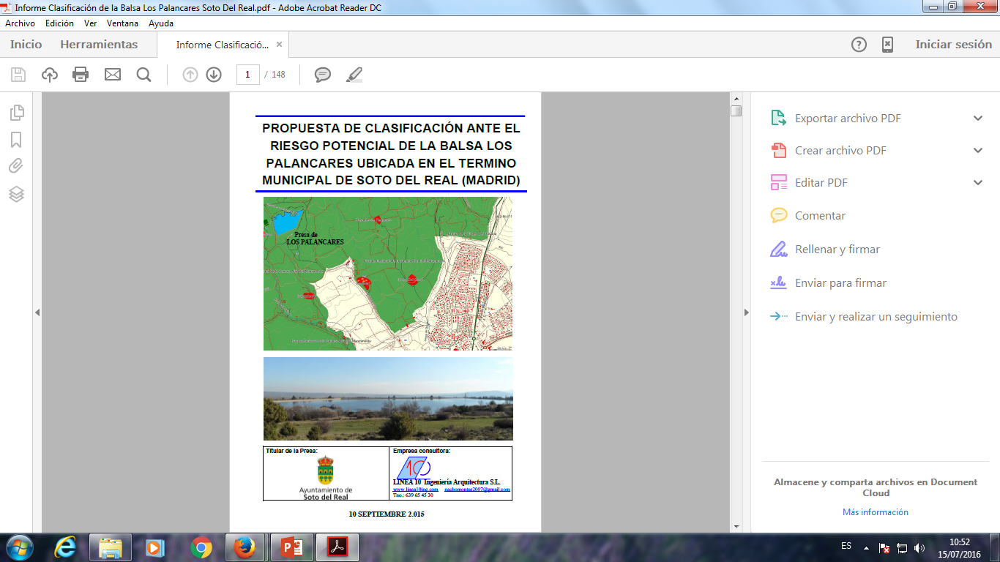 Informe Clasificación de la Balsa Los Palancares Soto Del Real.pdf - Adobe Acrobat Reader DC
Archivo Edición Ver Ventana Ayuda
Inicio Herramientas Informe Clasificació... × Iniciar sesión
1 / 148
PROPUESTA DE CLASIFICACIÓN ANTE EL
RIESGO POTENCIAL DE LA BALSA LOS
PALANCARES UBICADA EN EL TERMINO
MUNICIPAL DE SOTO DEL REAL (MADRID)
Presa de
LOS PALANCARES
Titular de la Presa:
Ayuntamiento de
Soto del Real
Empresa consultora:
10
LINEA 10 Ingeniería Arquitectura S.L.
www.linea10ing.com nachomontes2007@gmail.com
Tno.: 639 65 45 30
10 SEPTIEMBRE 2.015
Exportar archivo PDF
Crear archivo PDF
Editar PDF
Comentar
Rellenar y firmar
Enviar para firmar
Enviar y realizar un seguimiento
Almacene y comparta archivos en Document
Cloud
Más información
ES
10:52
15/07/2016